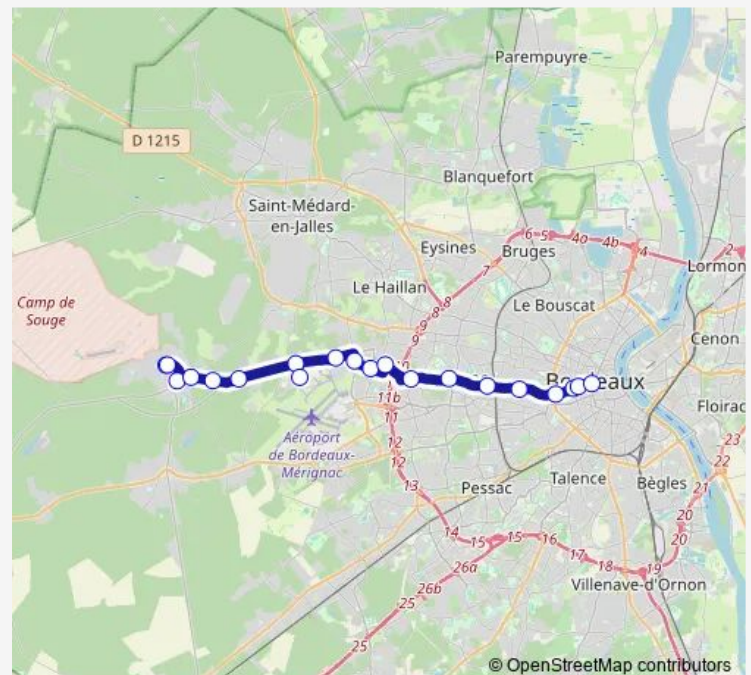 Parempuyre
D 1215
Blanquefort
Saint-Médard-
en-Jalles
6
5
4a
4b
4
Eysines
Bruges
7
2
Lormon
Le Haillan
8
8
Le Bouscat
Camp de
Souge
9
9
9
Cenon
10
Bordeaux
11b
11
Floirac
Aéroport
de Bordeaux-
Mérignac
12
12
23
22
13
Pessac
Talence
Bègles
21
20
20
14
15
15
16
17
18
19
26a
26b
25
Villenave-d'Ornon
25
© OpenStreetMap contributors